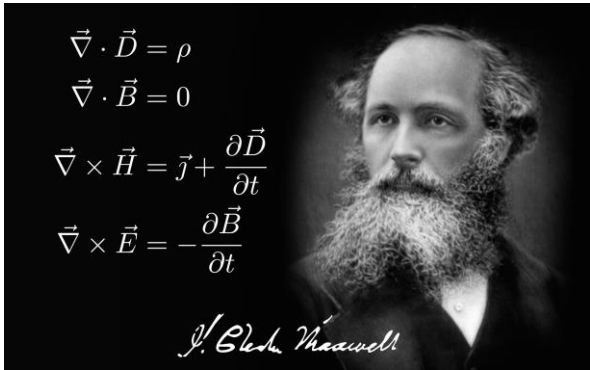 ∇⃗ · D⃗ = ρ
∇⃗ · B⃗ = 0
∇⃗ × H⃗ = j⃗ + ∂D⃗/∂t
∇⃗ × E⃗ = −∂B⃗/∂t
J. Clerk Maxwell